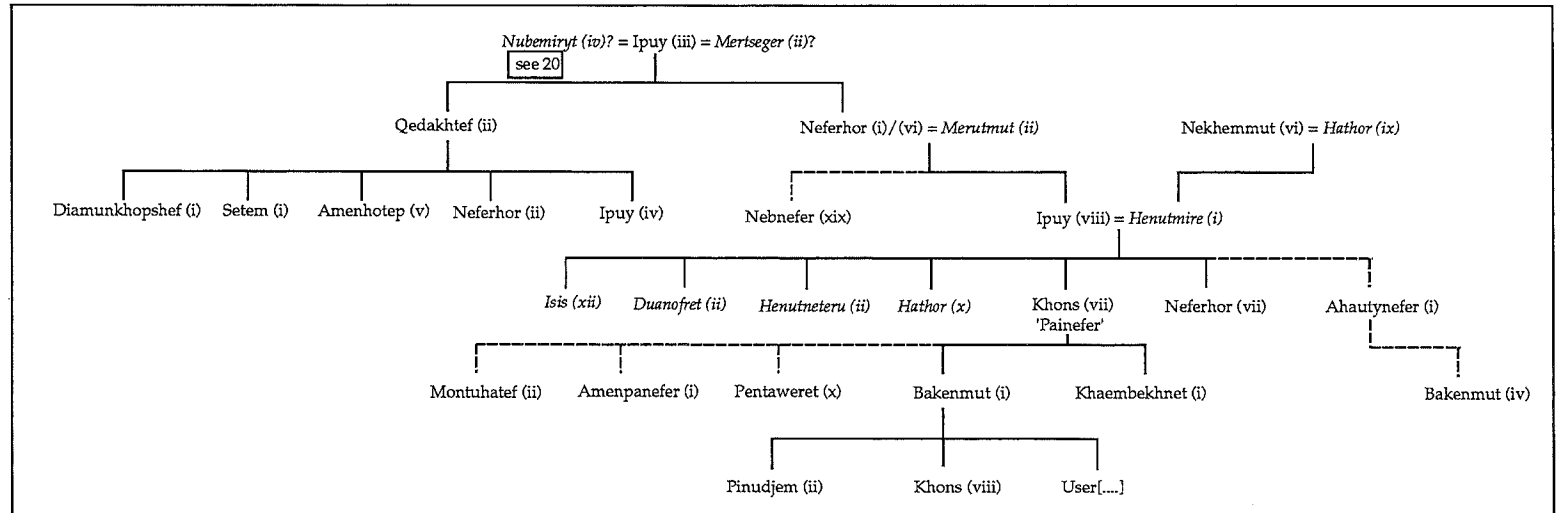 Nubemiryt (iv)? = Ipuy (iii) = Mertseger (ii)?
see 20
Qedakhtef (ii) Neferhor (i)/(vi) = Merutmut (ii) Nekhemmut (vi) = Hathor (ix)
Diamunkhopshef (i) Setem (i) Amenhotep (v) Neferhor (ii) Ipuy (iv) Nebnefer (xix) Ipuy (viii) = Henutmire (i)
Isis (xii) Duanofret (ii) Henutneteru (ii) Hathor (x) Khons (vii) Neferhor (vii) Ahautynefer (i)
'Painefer'
Montuhatef (ii) Amenpanefer (i) Pentaweret (x) Bakenmut (i) Khaembekhnet (i) Bakenmut (iv)
Pinudjem (ii) Khons (viii) User[....]